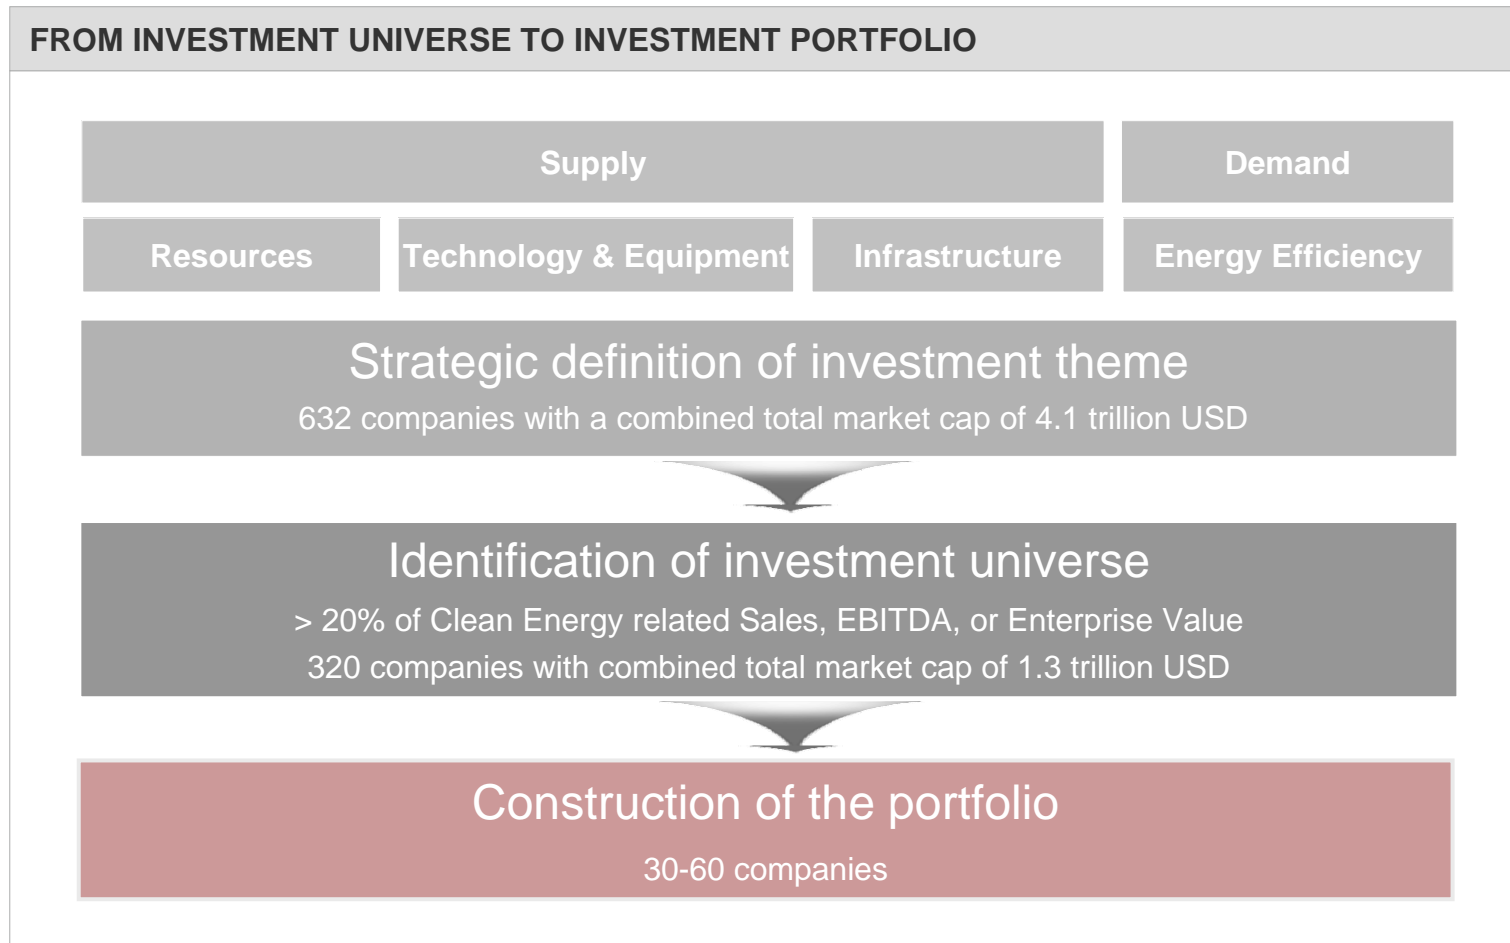 FROM INVESTMENT UNIVERSE TO INVESTMENT PORTFOLIO
Supply
Demand
Resources
Technology & Equipment
Infrastructure
Energy Efficiency
Strategic definition of investment theme
632 companies with a combined total market cap of 4.1 trillion USD
Identification of investment universe
> 20% of Clean Energy related Sales, EBITDA, or Enterprise Value
320 companies with combined total market cap of 1.3 trillion USD
Construction of the portfolio
30-60 companies